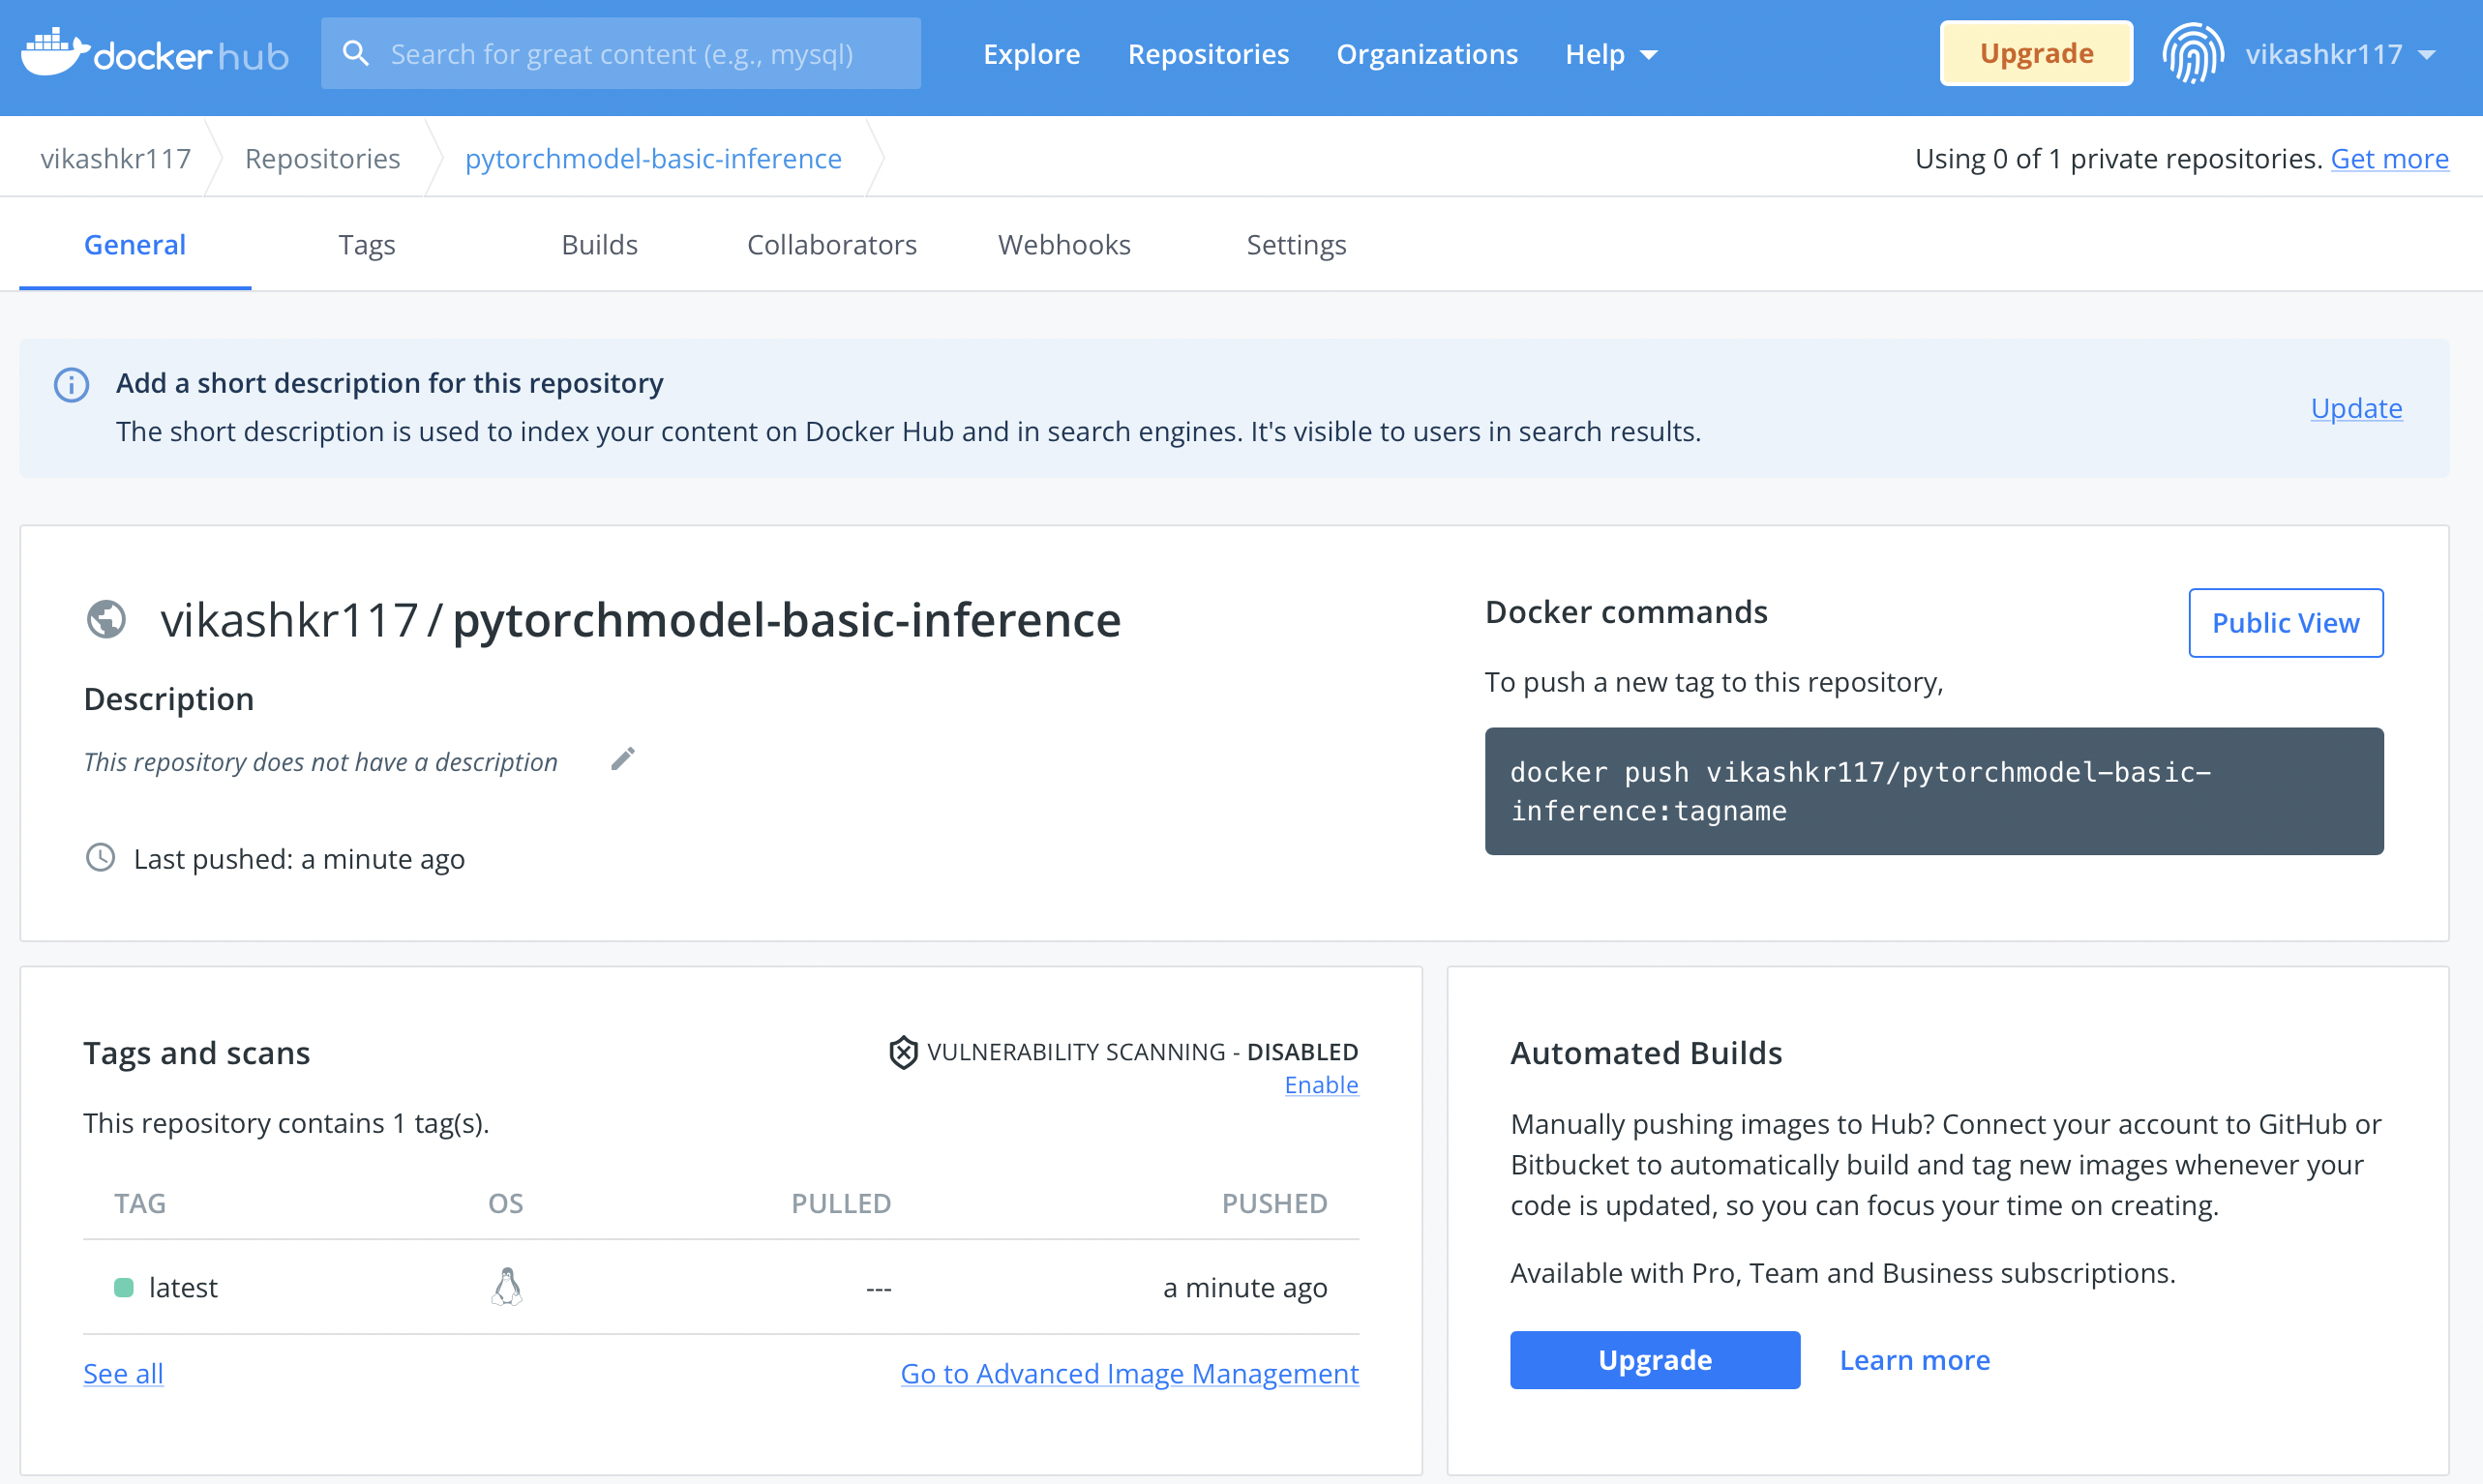 docker hub
Search for great content (e.g., mysql)
Explore
Repositories
Organizations
Help
Upgrade
vikashkr117
vikashkr117
Repositories
pytorchmodel-basic-inference
Using 0 of 1 private repositories. Get more
General
Tags
Builds
Collaborators
Webhooks
Settings
Add a short description for this repository
The short description is used to index your content on Docker Hub and in search engines. It's visible to users in search results.
Update
vikashkr117 / pytorchmodel-basic-inference
Description
This repository does not have a description
Last pushed: a minute ago
Docker commands
Public View
To push a new tag to this repository,
docker push vikashkr117/pytorchmodel-basic-
inference:tagname
Tags and scans
VULNERABILITY SCANNING - DISABLED
Enable
This repository contains 1 tag(s).
TAG OS PULLED PUSHED
latest --- a minute ago
See all
Go to Advanced Image Management
Automated Builds
Manually pushing images to Hub? Connect your account to GitHub or
Bitbucket to automatically build and tag new images whenever your
code is updated, so you can focus your time on creating.
Available with Pro, Team and Business subscriptions.
Upgrade
Learn more